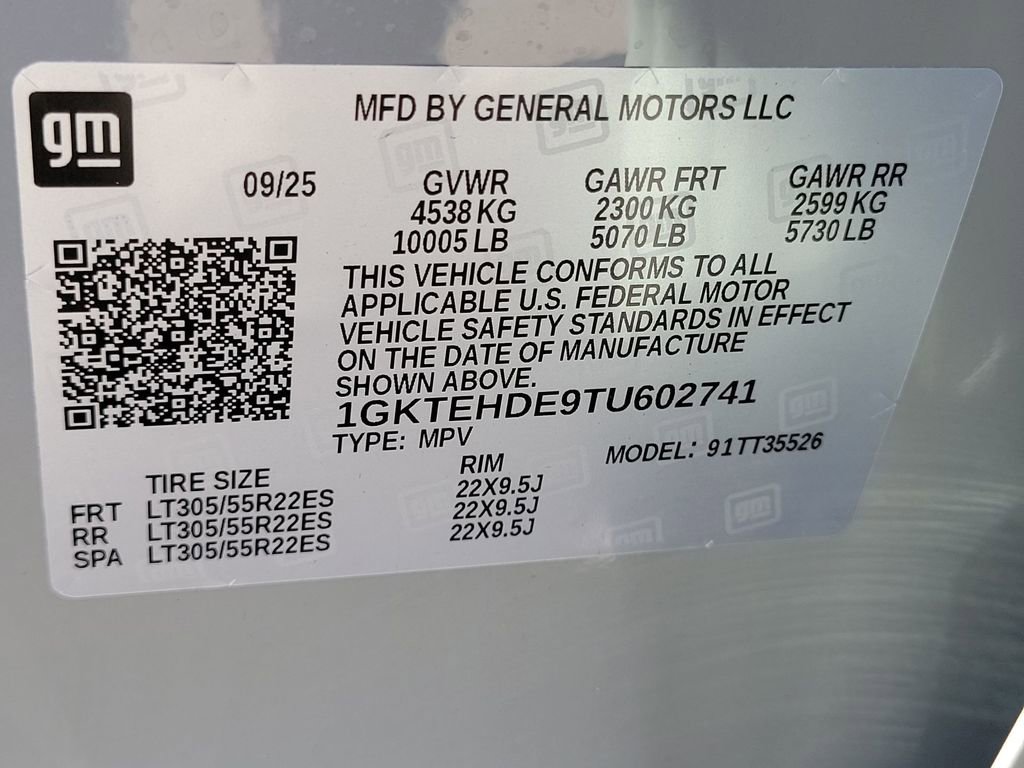 gm
MFD BY GENERAL MOTORS LLC
09/25 GVWR GAWR FRT GAWR RR
4538 KG 2300 KG 2599 KG
10005 LB 5070 LB 5730 LB
THIS VEHICLE CONFORMS TO ALL
APPLICABLE U.S. FEDERAL MOTOR
VEHICLE SAFETY STANDARDS IN EFFECT
ON THE DATE OF MANUFACTURE
SHOWN ABOVE.
1GKTEHDE9TU602741
TYPE: MPV MODEL: 91TT35526
TIRE SIZE RIM
FRT LT305/55R22ES 22X9.5J
RR LT305/55R22ES 22X9.5J
SPA LT305/55R22ES 22X9.5J